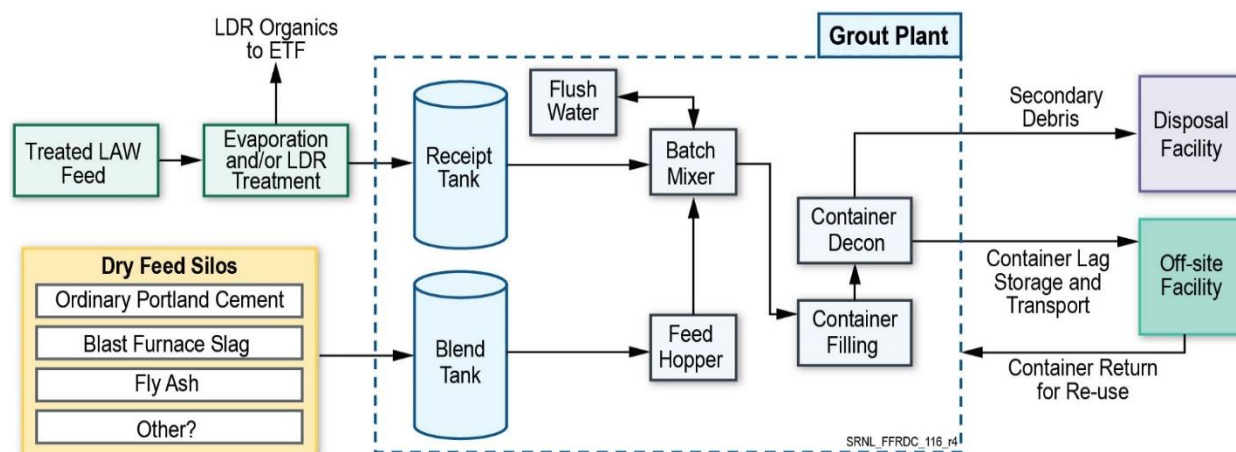 LDR Organics
to ETF
Grout Plant
Treated LAW
Feed
Evaporation
and/or LDR
Treatment
Receipt
Tank
Flush
Water
Batch
Mixer
Secondary
Debris
Disposal
Facility
Container
Decon
Container Lag
Storage and
Transport
Off-site
Facility
Dry Feed Silos
Ordinary Portland Cement
Blast Furnace Slag
Fly Ash
Other?
Blend
Tank
Feed
Hopper
Container
Filling
Container Return
for Re-use
SRNL_FFRDC_116_r4